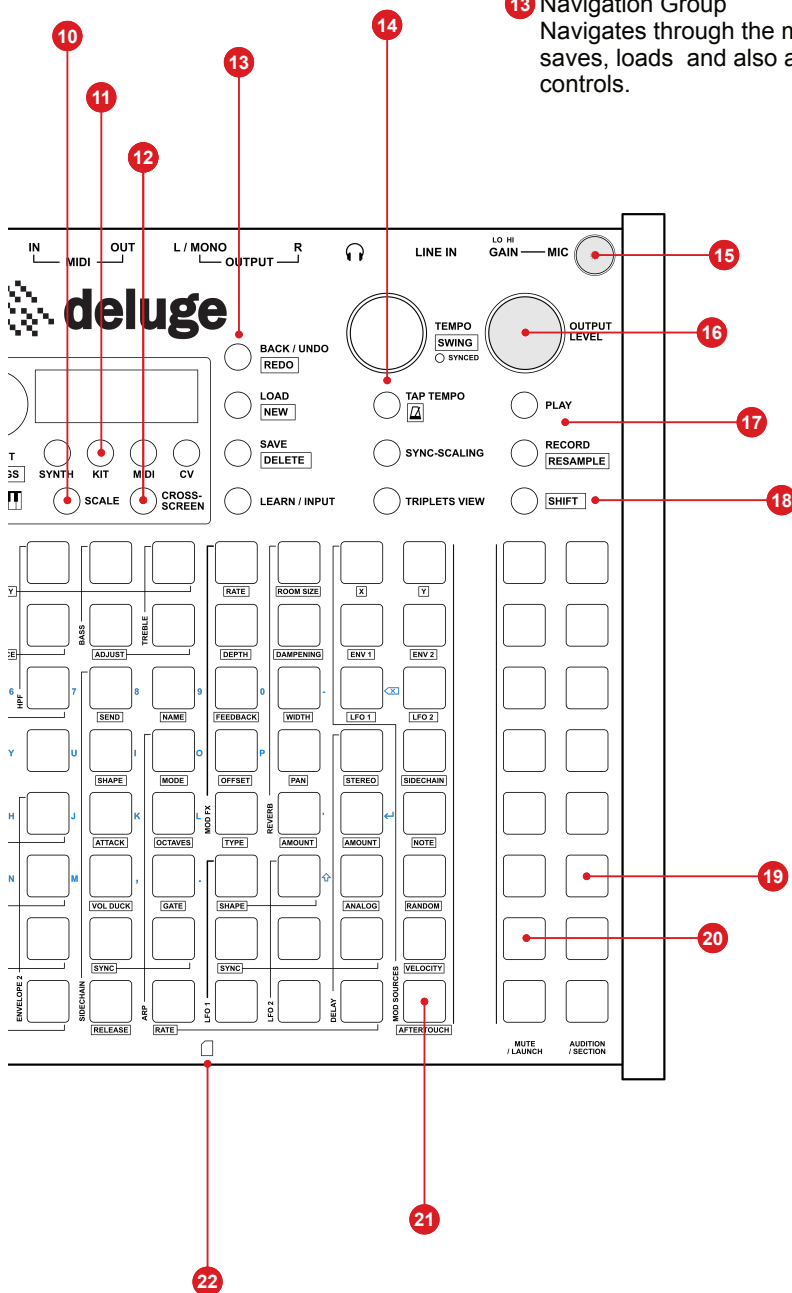 13 Navigation Group
Navigates through the
saves, loads and also
controls.
10
11
12
13
14
IN OUT
MIDI
L / MONO R
OUTPUT
LINE IN
LO HI
GAIN MIC
15
deluge
TEMPO
SWING
SYNCED
OUTPUT
LEVEL
16
BACK / UNDO
REDO
LOAD
NEW
TAP TEMPO
PLAY
17
SAVE
DELETE
SYNC-SCALING
RECORD
RESAMPLE
SYNTH KIT MIDI CV
SCALE
CROSS-
SCREEN
LEARN / INPUT
TRIPLETS VIEW
SHIFT
18
Y RATE ROOM SIZE X Y
BASS
TREBLE
ADJUST DEPTH DAMPENING ENV 1 ENV 2
HPF
6 7 8 9 0 -
SEND NAME FEEDBACK WIDTH LFO 1 LFO 2
Y U I O P
SHAPE MODE OFFSET PAN STEREO SIDECHAIN
MOD FX
REVERB
H J K L '
ATTACK OCTAVES TYPE AMOUNT AMOUNT NOTE
N M , .
VOL DUCK GATE SHAPE ANALOG RANDOM
19
20
SYNC SYNC VELOCITY
ENVELOPE 2
SIDECHAIN
ARP
LFO 1
LFO 2
DELAY
MOD SOURCES
RELEASE RATE AFTERTOUCH
MUTE
/ LAUNCH
AUDITION
/ SECTION
21
22